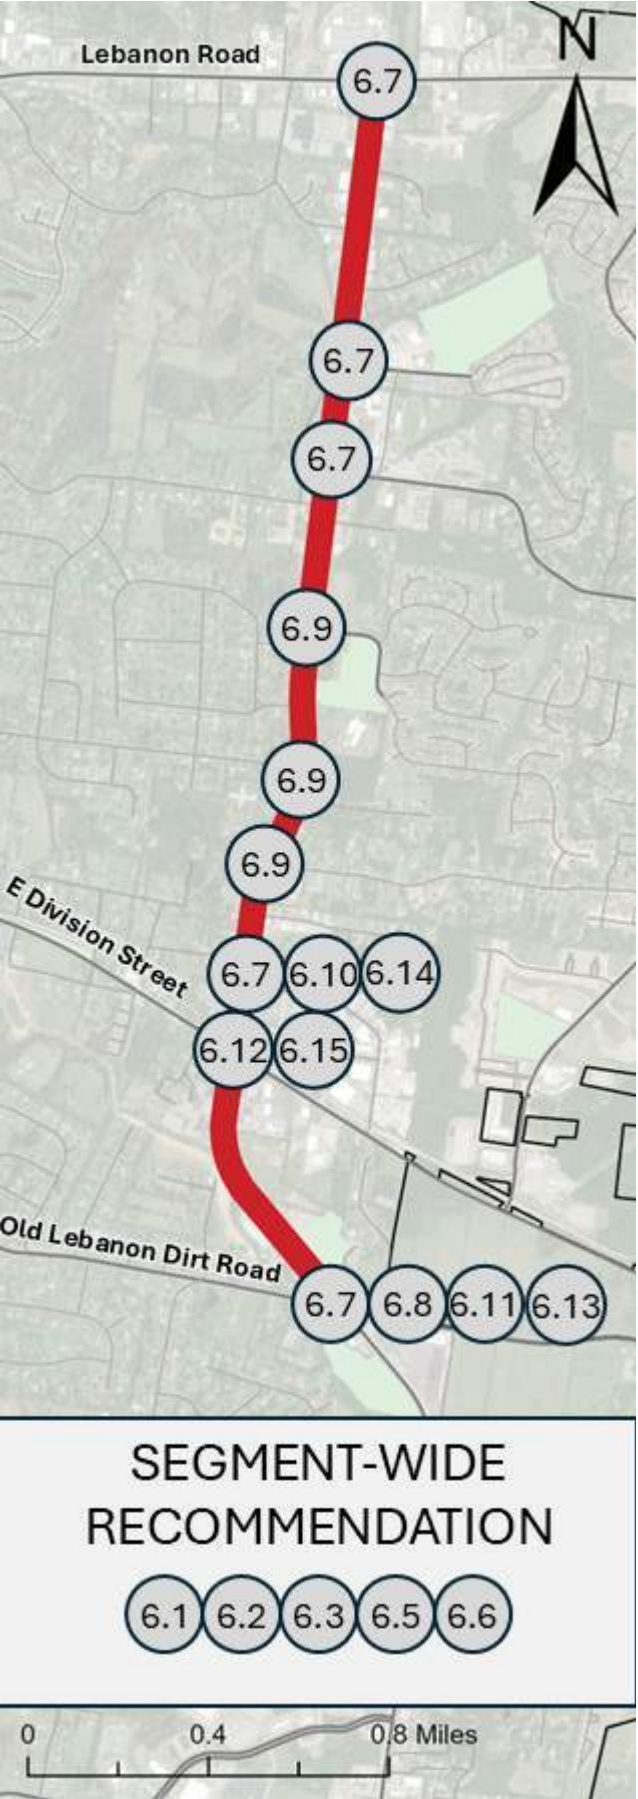 Lebanon Road
N
6.7
6.7
6.7
6.9
6.9
6.9
E Division Street
6.7 6.10 6.14
6.12 6.15
Old Lebanon Dirt Road
6.7 6.8 6.11 6.13
SEGMENT-WIDE
RECOMMENDATION
6.1 6.2 6.3 6.5 6.6
0 0.4 0.8 Miles